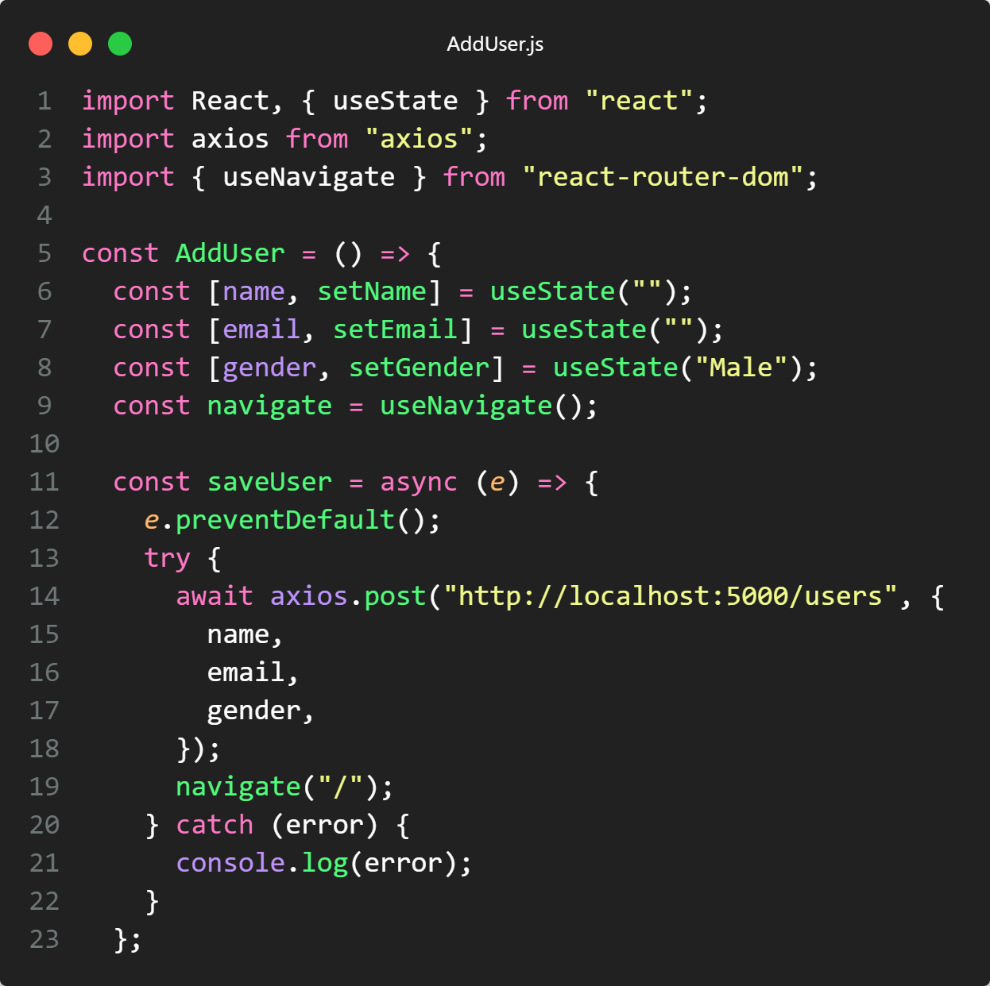 AddUser.js
1 import React, { useState } from "react";
2 import axios from "axios";
3 import { useNavigate } from "react-router-dom";
4
5 const AddUser = () => {
6   const [name, setName] = useState("");
7   const [email, setEmail] = useState("");
8   const [gender, setGender] = useState("Male");
9   const navigate = useNavigate();
10
11   const saveUser = async (e) => {
12     e.preventDefault();
13     try {
14       await axios.post("http://localhost:5000/users", {
15         name,
16         email,
17         gender,
18       });
19       navigate("/");
20     } catch (error) {
21       console.log(error);
22     }
23   };